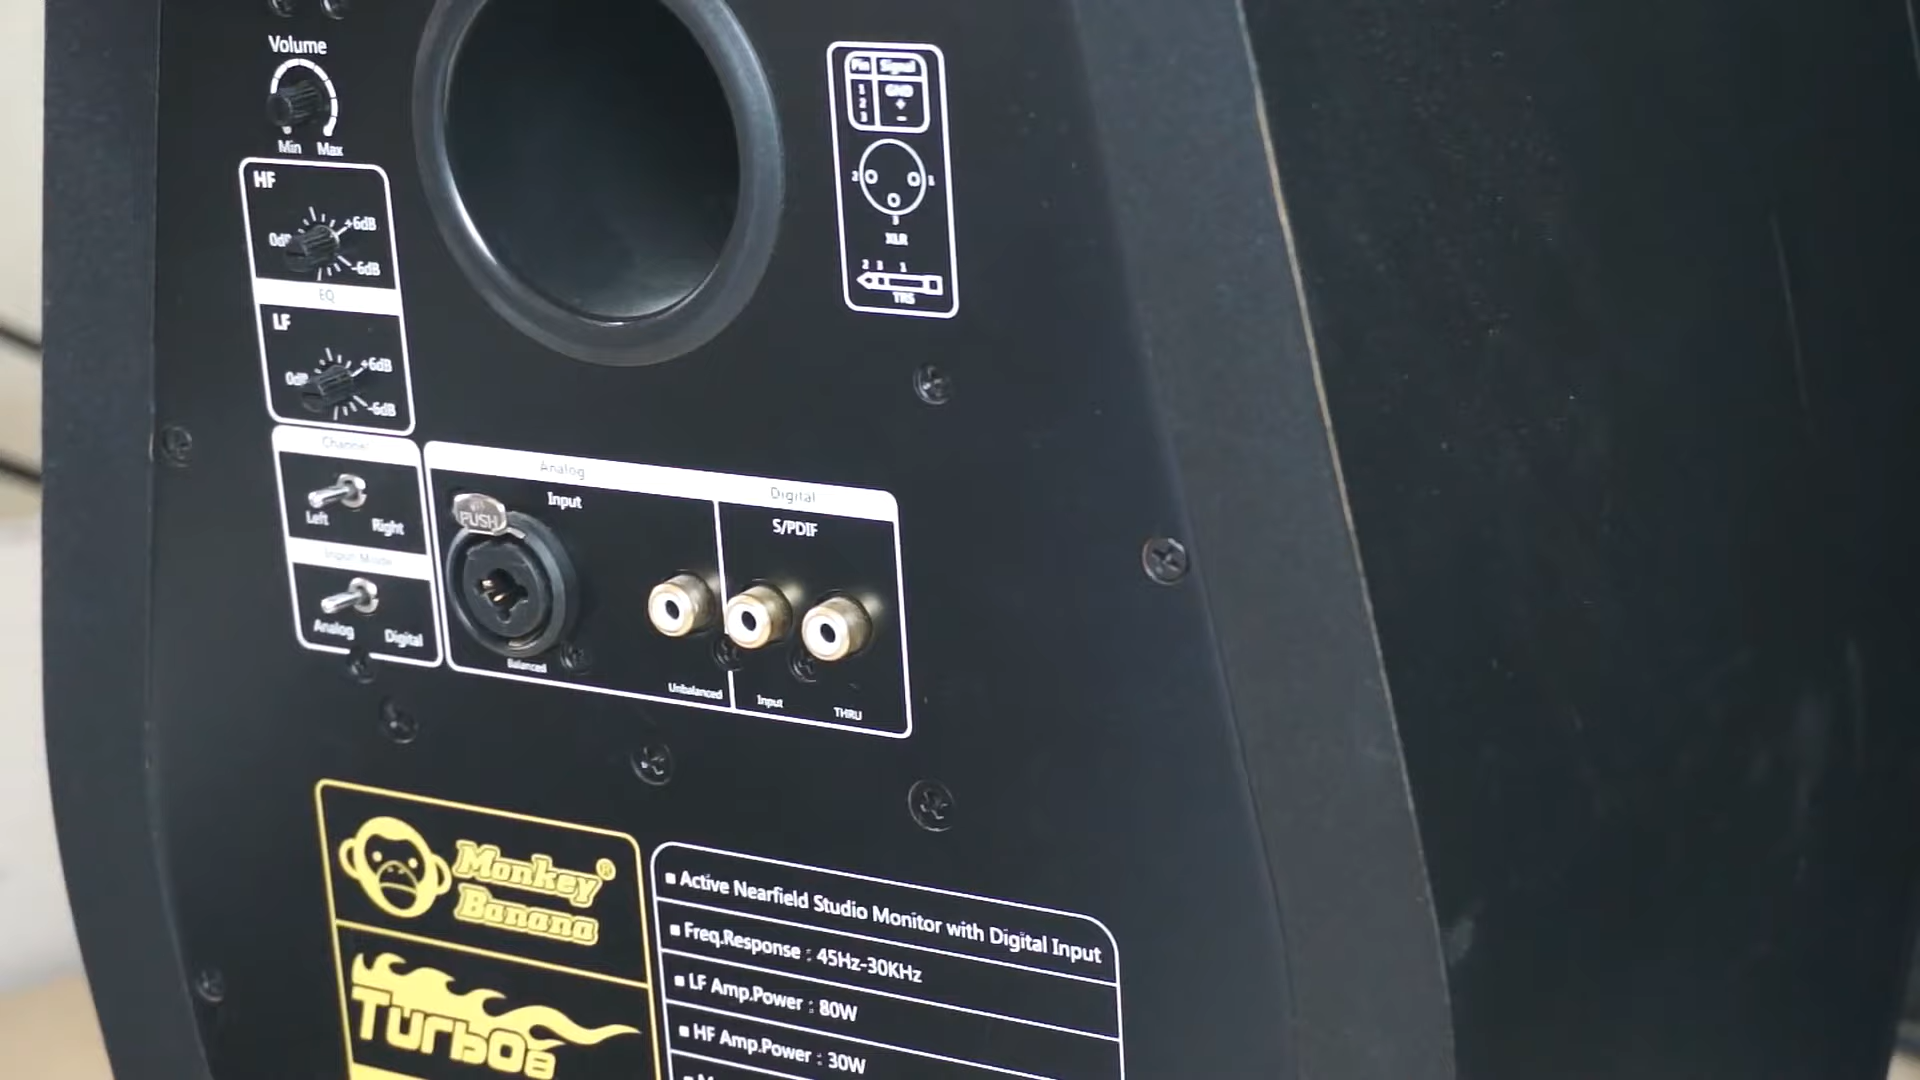 Volume
Min Max
HF
0dB +6dB
-6dB
EQ
LF
0dB +6dB
-6dB
Channel
Left Right
Input Mode
Analog Digital
Pin Signal
1 GND
2 +
3 -
2 1
3
XLR
2 3 1
TRS
Analog
Input
PUSH
Balanced
Unbalanced
Digital
S/PDIF
Input THRU
Monkey®
Banana
Turbo8
▪ Active Nearfield Studio Monitor with Digital Input
▪ Freq.Response : 45Hz-30KHz
▪ LF Amp.Power : 80W
▪ HF Amp.Power : 30W